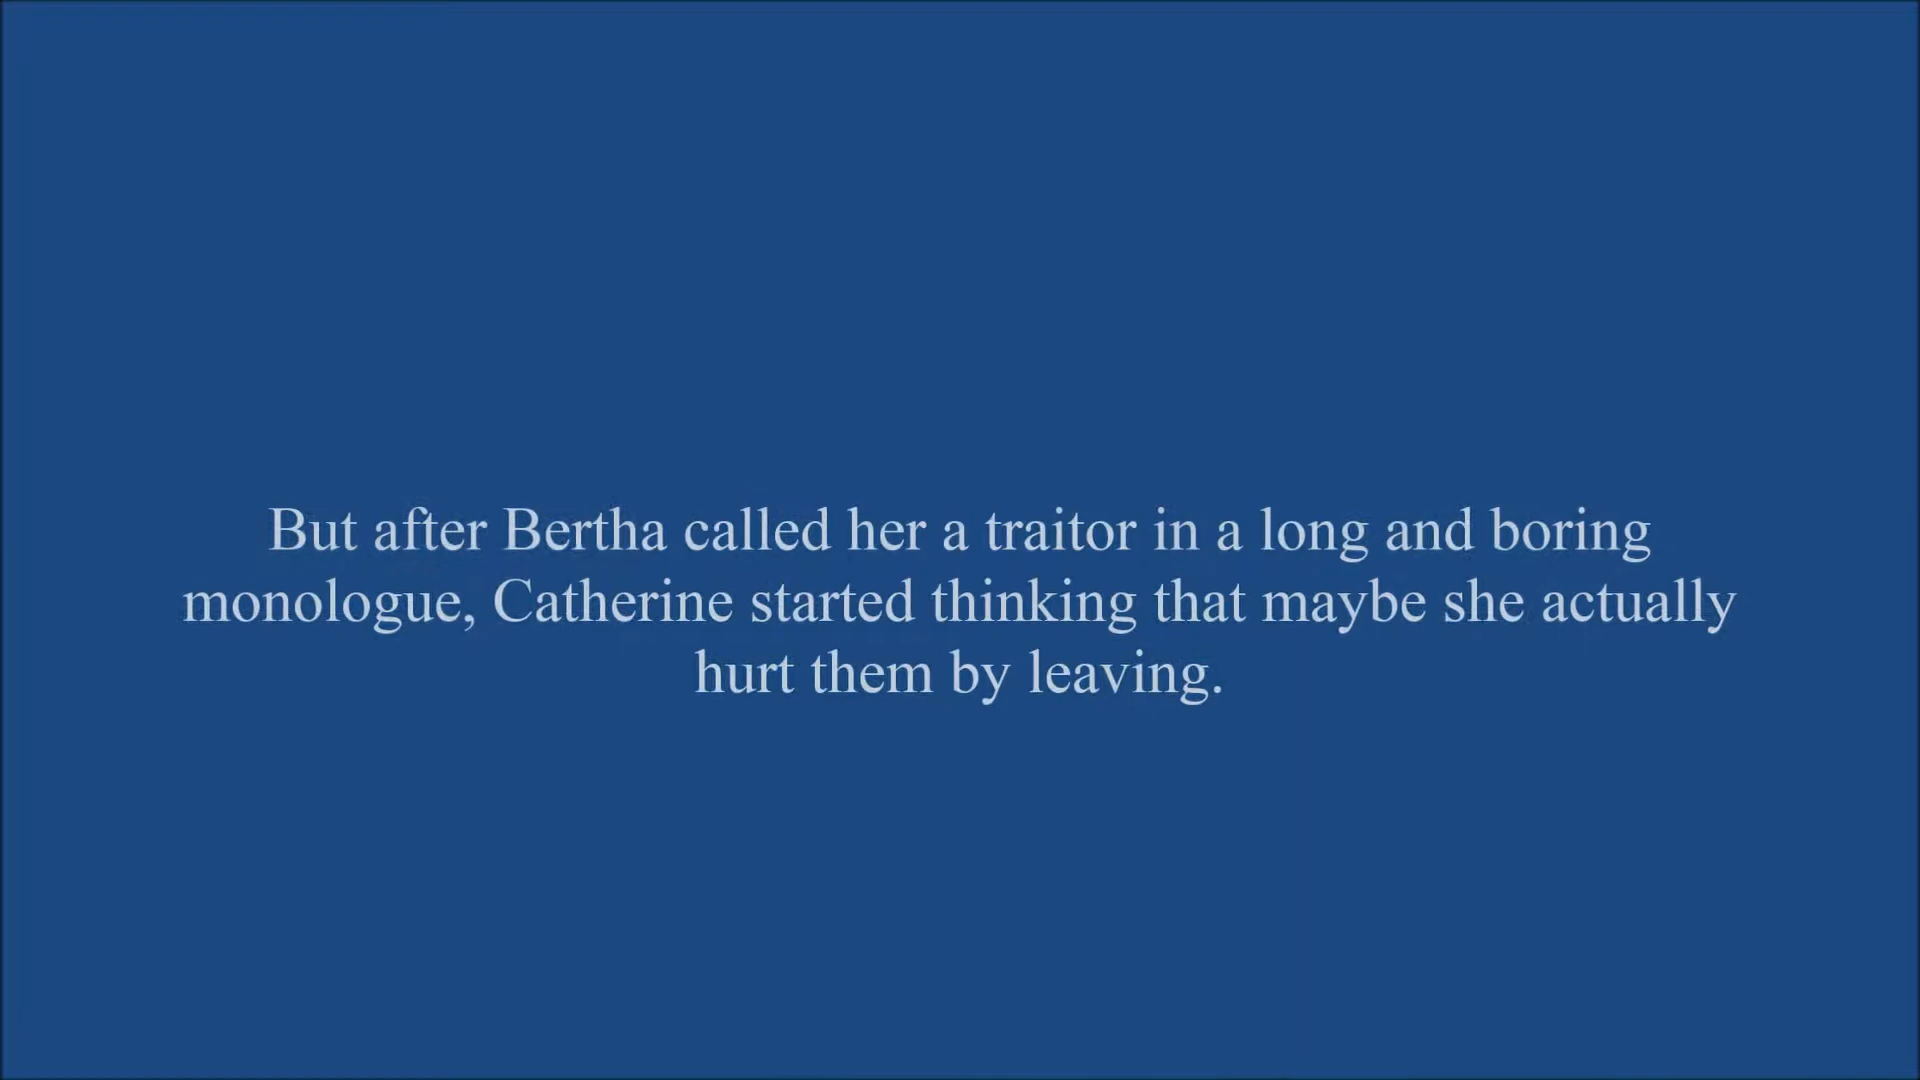 But after Bertha called her a traitor in a long and boring
monologue, Catherine started thinking that maybe she actually
hurt them by leaving.